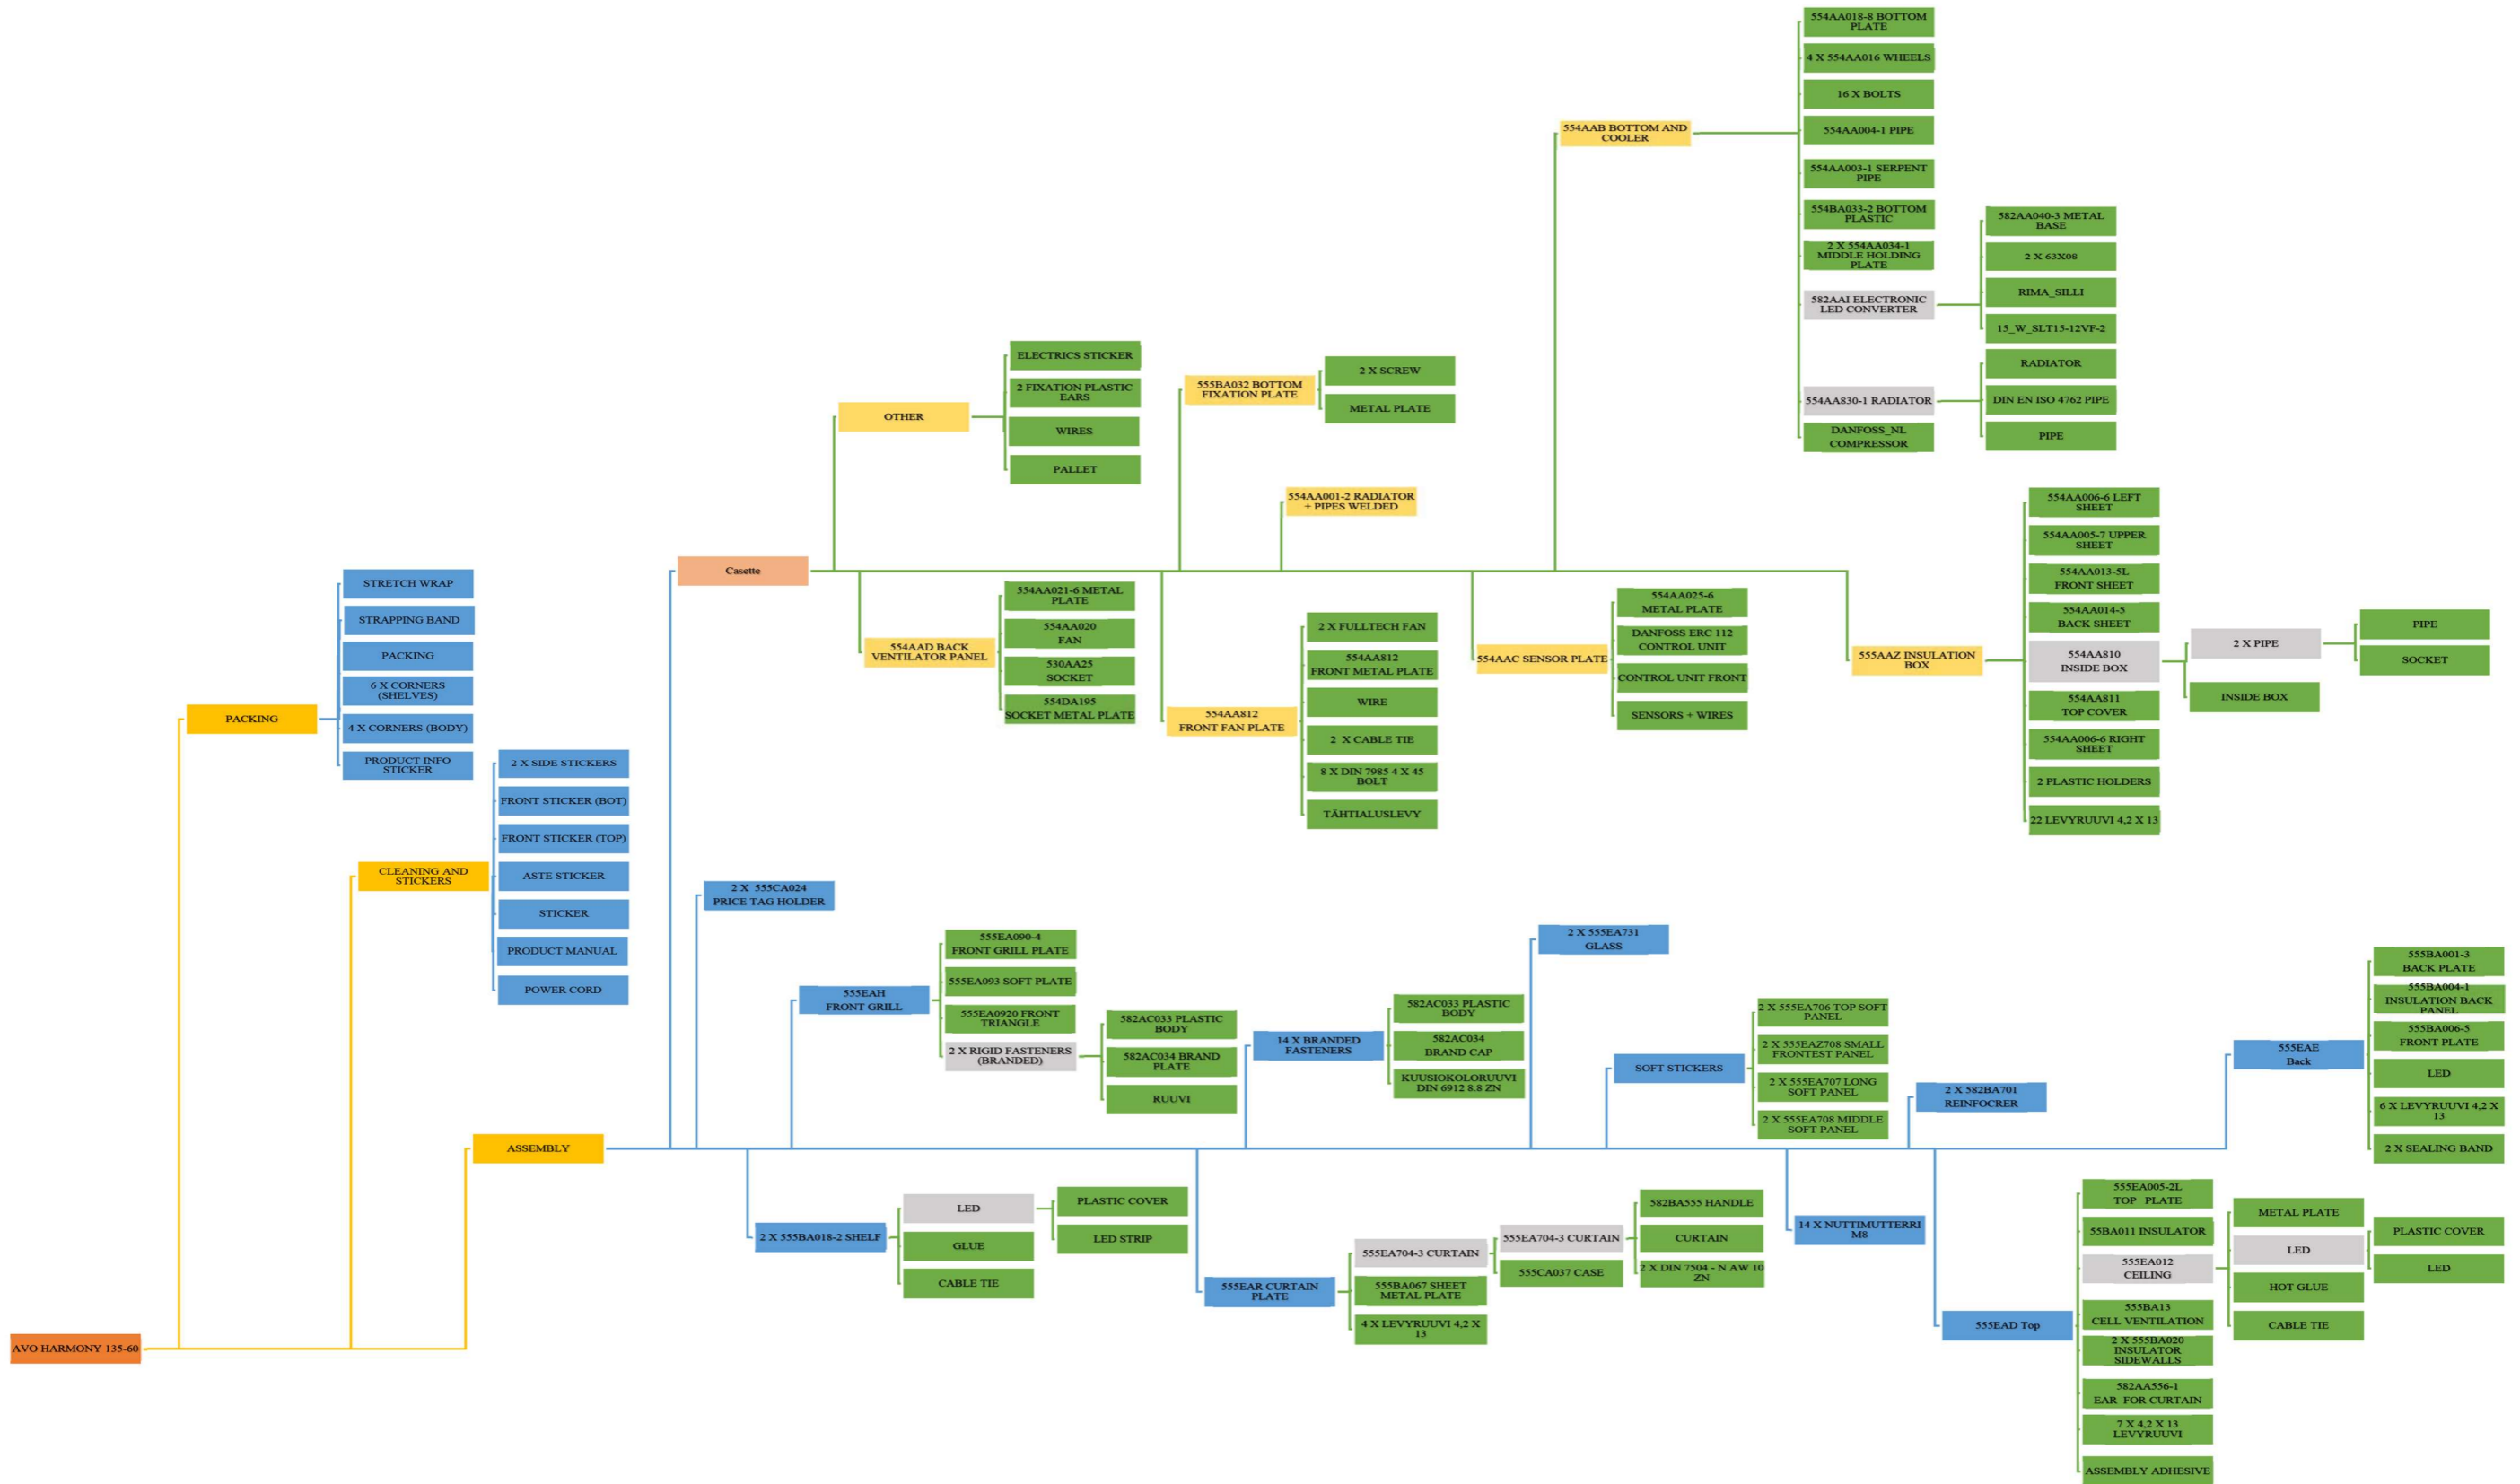 554AA018-8 BOTTOM
PLATE
4 X 554AA016 WHEELS
16 X BOLTS
554AAB BOTTOM AND
COOLER
554AA004-1 PIPE
554AA003-1 SERPENT
PIPE
554BA033-2 BOTTOM
PLASTIC
2 X 554AA034-1
MIDDLE HOLDING
PLATE
582AAI ELECTRONIC
LED CONVERTER
554AA830-1 RADIATOR
DANFOSS_NL
COMPRESSOR
582AA040-3 METAL
BASE
2 X 63X08
RIMA_SILLI
15_W_SLT15-12VF-2
RADIATOR
DIN EN ISO 4762 PIPE
PIPE
OTHER
ELECTRICS STICKER
2 FIXATION PLASTIC
EARS
WIRES
PALLET
555BA032 BOTTOM
FIXATION PLATE
2 X SCREW
METAL PLATE
554AA001-2 RADIATOR
+ PIPES WELDED
Casette
554AAD BACK
VENTILATOR PANEL
554AA021-6 METAL
PLATE
554AA020
FAN
530AA25
SOCKET
554DA195
SOCKET METAL PLATE
554AA812
FRONT FAN PLATE
2 X FULLTECH FAN
554AA812
FRONT METAL PLATE
WIRE
2 X CABLE TIE
8 X DIN 7985 4 X 45
BOLT
TÄHTIALUSLEVY
554AAC SENSOR PLATE
554AA025-6
METAL PLATE
DANFOSS ERC 112
CONTROL UNIT
CONTROL UNIT FRONT
SENSORS + WIRES
555AAZ INSULATION
BOX
554AA006-6 LEFT
SHEET
554AA005-7 UPPER
SHEET
554AA013-5L
FRONT SHEET
554AA014-5
BACK SHEET
554AA810
INSIDE BOX
554AA811
TOP COVER
554AA006-6 RIGHT
SHEET
2 PLASTIC HOLDERS
22 LEVYRUUVI 4,2 X 13
2 X PIPE
INSIDE BOX
PIPE
SOCKET
PACKING
STRETCH WRAP
STRAPPING BAND
PACKING
6 X CORNERS
(SHELVES)
4 X CORNERS (BODY)
PRODUCT INFO
STICKER
CLEANING AND
STICKERS
2 X SIDE STICKERS
FRONT STICKER (BOT)
FRONT STICKER (TOP)
ASTE STICKER
STICKER
PRODUCT MANUAL
POWER CORD
2 X 555CA024
PRICE TAG HOLDER
555EAH
FRONT GRILL
555EA090-4
FRONT GRILL PLATE
555EA093 SOFT PLATE
555EA0920 FRONT
TRIANGLE
2 X RIGID FASTENERS
(BRANDED)
582AC033 PLASTIC
BODY
582AC034 BRAND
PLATE
RUUVI
14 X BRANDED
FASTENERS
582AC033 PLASTIC
BODY
582AC034
BRAND CAP
KUUSIOKOLORUUVI
DIN 6912 8.8 ZN
2 X 555EA731
GLASS
SOFT STICKERS
2 X 555EA706 TOP SOFT
PANEL
2 X 555EAZ708 SMALL
FRONTEST PANEL
2 X 555EA707 LONG
SOFT PANEL
2 X 555EA708 MIDDLE
SOFT PANEL
2 X 582BA701
REINFOCRER
555EAE
Back
555BA001-3
BACK PLATE
555BA004-1
INSULATION BACK
PANEL
555BA006-5
FRONT PLATE
LED
6 X LEVYRUUVI 4,2 X
13
2 X SEALING BAND
ASSEMBLY
2 X 555BA018-2 SHELF
LED
GLUE
CABLE TIE
PLASTIC COVER
LED STRIP
555EAR CURTAIN
PLATE
555EA704-3 CURTAIN
555BA067 SHEET
METAL PLATE
4 X LEVYRUUVI 4,2 X
13
555EA704-3 CURTAIN
555CA037 CASE
582BA555 HANDLE
CURTAIN
2 X DIN 7504 - N AW 10
ZN
14 X NUTTIMUTTERRI
M8
555EAD Top
555EA005-2L
TOP PLATE
55BA011 INSULATOR
555EA012
CEILING
555BA13
CELL VENTILATION
2 X 555BA020
INSULATOR
SIDEWALLS
582AA556-1
EAR FOR CURTAIN
7 X 4,2 X 13
LEVYRUUVI
ASSEMBLY ADHESIVE
METAL PLATE
LED
HOT GLUE
CABLE TIE
PLASTIC COVER
LED
AVO HARMONY 135-60